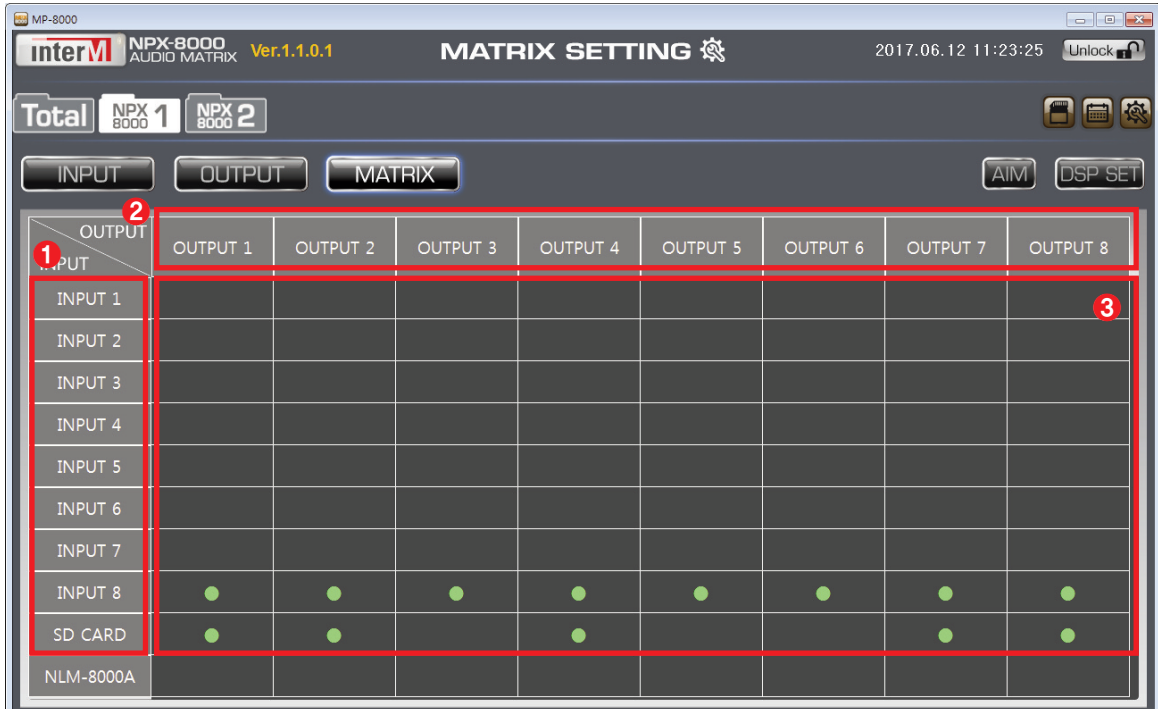 MP-8000
interM NPX-8000 AUDIO MATRIX Ver.1.1.0.1 MATRIX SETTING 2017.06.12 11:23:25 Unlock
Total NPX 8000 1 NPX 8000 2
INPUT OUTPUT MATRIX AIM DSP SET
2
OUTPUT OUTPUT 1 OUTPUT 2 OUTPUT 3 OUTPUT 4 OUTPUT 5 OUTPUT 6 OUTPUT 7 OUTPUT 8
1
INPUT
INPUT 1
3
INPUT 2
INPUT 3
INPUT 4
INPUT 5
INPUT 6
INPUT 7
INPUT 8
SD CARD
NLM-8000A